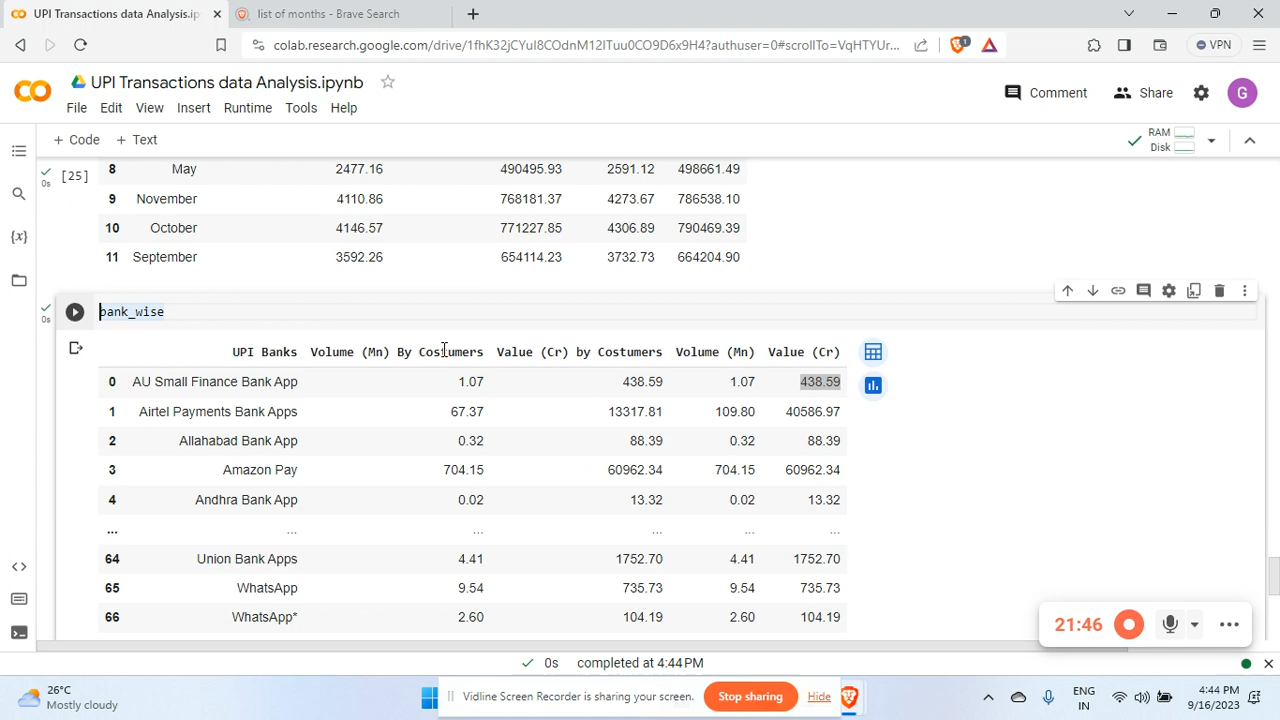 UPI Transactions data Analysis.ip
list of months - Brave Search
colab.research.google.com/drive/1fhK32jCYuI8COdnM12ITuu0CO9D6x9H4?authuser=0#scrollTo=VqHTYUr...
1
VPN
UPI Transactions data Analysis.ipynb
File Edit View Insert Runtime Tools Help
Comment Share G
+ Code + Text
RAM
Disk
[25]
0s
8 May 2477.16 490495.93 2591.12 498661.49
9 November 4110.86 768181.37 4273.67 786538.10
10 October 4146.57 771227.85 4306.89 790469.39
11 September 3592.26 654114.23 3732.73 664204.90
bank_wise
0s
UPI Banks Volume (Mn) By Costumers Value (Cr) by Costumers Volume (Mn) Value (Cr)
0 AU Small Finance Bank App 1.07 438.59 1.07 438.59
1 Airtel Payments Bank Apps 67.37 13317.81 109.80 40586.97
2 Allahabad Bank App 0.32 88.39 0.32 88.39
3 Amazon Pay 704.15 60962.34 704.15 60962.34
4 Andhra Bank App 0.02 13.32 0.02 13.32
... ... ... ... ... ...
64 Union Bank Apps 4.41 1752.70 4.41 1752.70
65 WhatsApp 9.54 735.73 9.54 735.73
66 WhatsApp* 2.60 104.19 2.60 104.19
21:46
0s completed at 4:44 PM
26°C
Mostly cloudy
Vidline Screen Recorder is sharing your screen. Stop sharing Hide
ENG
IN
4:44 PM
9/16/2023